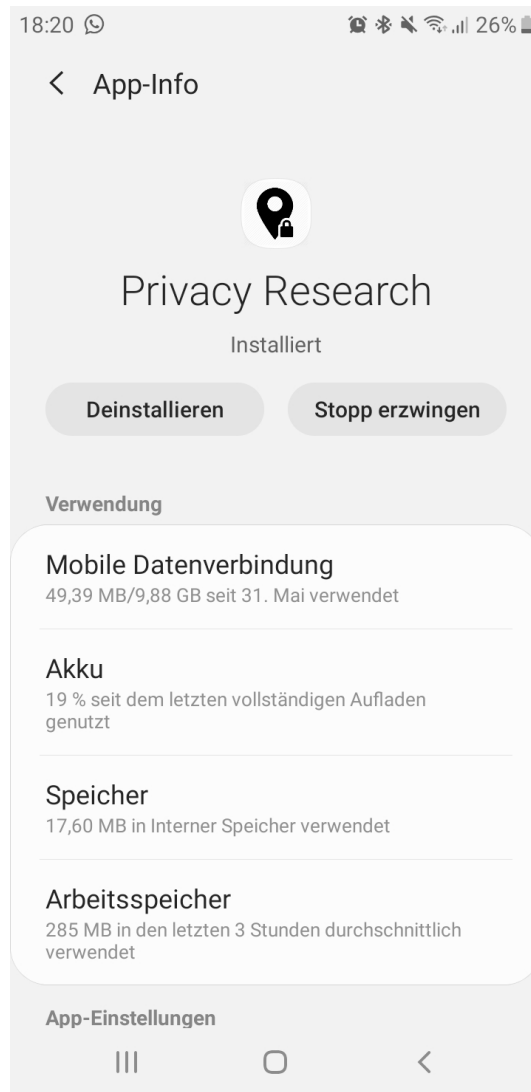 18:20 26%
App-Info
Privacy Research
Installiert
Deinstallieren Stopp erzwingen
Verwendung
Mobile Datenverbindung
49,39 MB/9,88 GB seit 31. Mai verwendet
Akku
19 % seit dem letzten vollständigen Aufladen
genutzt
Speicher
17,60 MB in Interner Speicher verwendet
Arbeitsspeicher
285 MB in den letzten 3 Stunden durchschnittlich
verwendet
App-Einstellungen